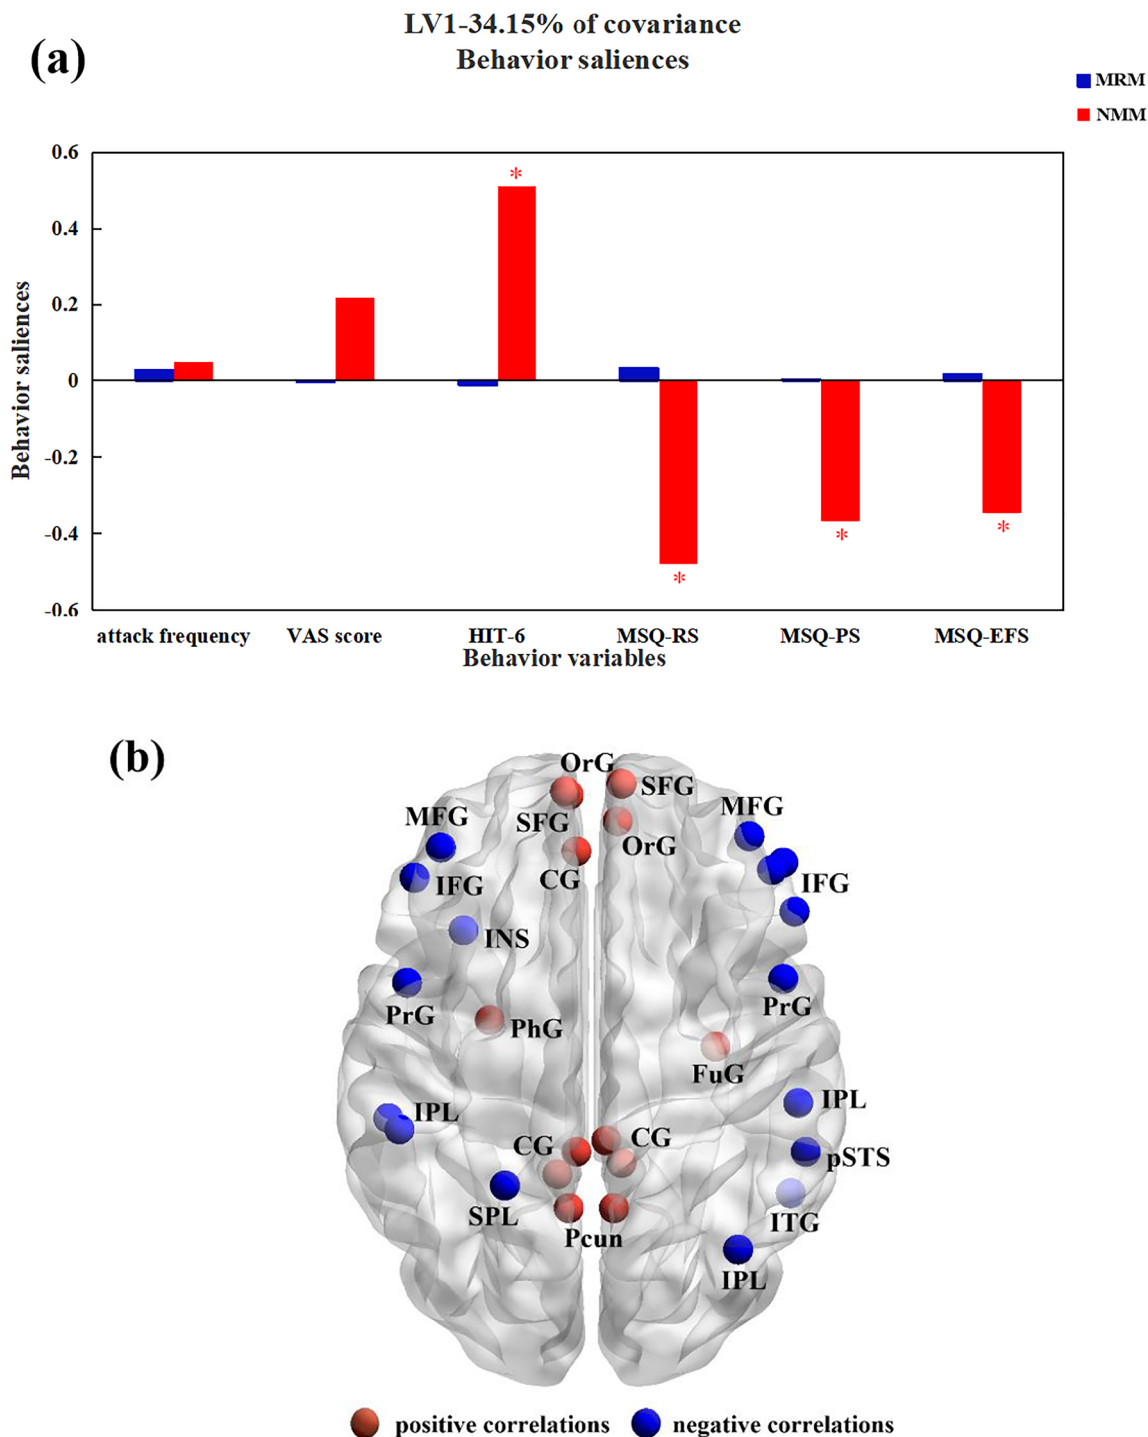 LV1-34.15% of covariance
Behavior saliences
(a)
MRM
NMM
0.6
0.4
0.2
0
-0.2
-0.4
-0.6
Behavior saliences
*
*
*
*
attack frequency VAS score HIT-6 MSQ-RS MSQ-PS MSQ-EFS
Behavior variables
(b)
OrG
SFG
MFG
MFG
SFG
OrG
CG
IFG
IFG
INS
PrG
PrG
PhG
FuG
IPL
IPL
CG
CG
pSTS
SPL
ITG
Pcun
IPL
positive correlations negative correlations